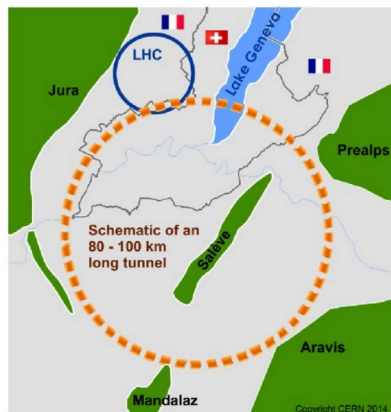 LHC
Jura
Lake Geneva
Prealps
Schematic of an
80 - 100 km
long tunnel
Salève
Aravis
Mandalaz
Copyright CERN 2014